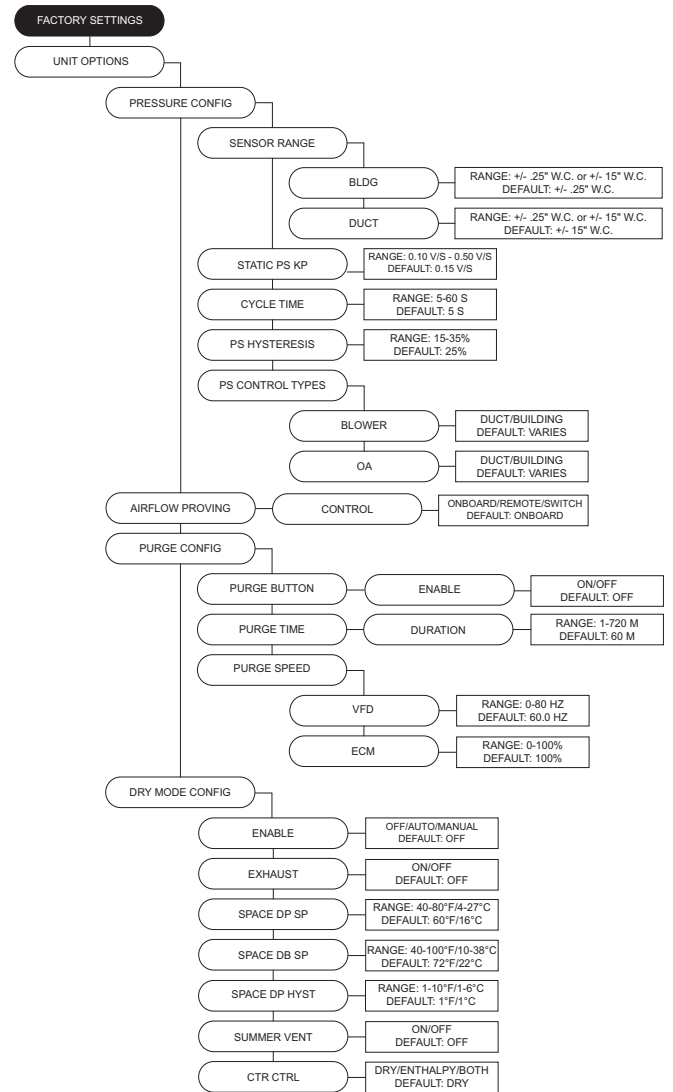 FACTORY SETTINGS
UNIT OPTIONS
PRESSURE CONFIG
SENSOR RANGE
BLDG
RANGE: +/- .25" W.C. or +/- 15" W.C.
DEFAULT: +/- .25" W.C.
DUCT
RANGE: +/- .25" W.C. or +/- 15" W.C.
DEFAULT: +/- 15" W.C.
STATIC PS KP
RANGE: 0.10 V/S - 0.50 V/S
DEFAULT: 0.15 V/S
CYCLE TIME
RANGE: 5-60 S
DEFAULT: 5 S
PS HYSTERESIS
RANGE: 15-35%
DEFAULT: 25%
PS CONTROL TYPES
BLOWER
DUCT/BUILDING
DEFAULT: VARIES
OA
DUCT/BUILDING
DEFAULT: VARIES
AIRFLOW PROVING
CONTROL
ONBOARD/REMOTE/SWITCH
DEFAULT: ONBOARD
PURGE CONFIG
PURGE BUTTON
ENABLE
ON/OFF
DEFAULT: OFF
PURGE TIME
DURATION
RANGE: 1-720 M
DEFAULT: 60 M
PURGE SPEED
VFD
RANGE: 0-80 HZ
DEFAULT: 60.0 HZ
ECM
RANGE: 0-100%
DEFAULT: 100%
DRY MODE CONFIG
ENABLE
OFF/AUTO/MANUAL
DEFAULT: OFF
EXHAUST
ON/OFF
DEFAULT: OFF
SPACE DP SP
RANGE: 40-80°F/4-27°C
DEFAULT: 60°F/16°C
SPACE DB SP
RANGE: 40-100°F/10-38°C
DEFAULT: 72°F/22°C
SPACE DP HYST
RANGE: 1-10°F/1-6°C
DEFAULT: 1°F/1°C
SUMMER VENT
ON/OFF
DEFAULT: OFF
CTR CTRL
DRY/ENTHALPY/BOTH
DEFAULT: DRY